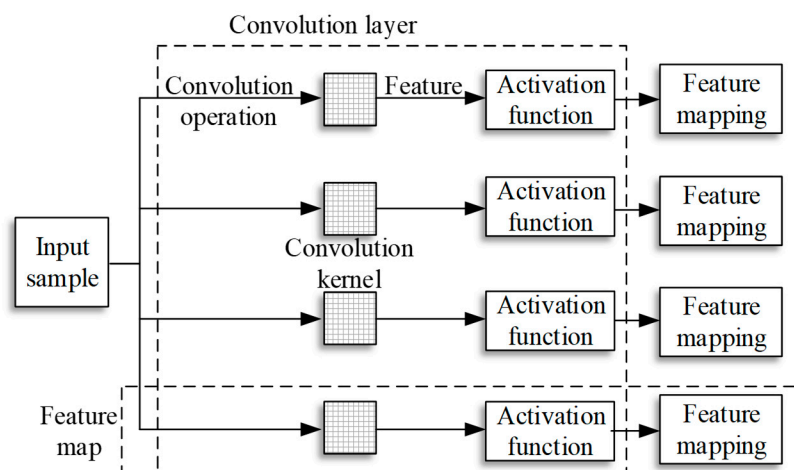 Convolution layer
Convolution
operation
Feature
Activation
function
Feature
mapping
Activation
function
Feature
mapping
Input
sample
Convolution
kernel
Activation
function
Feature
mapping
Feature
map
Activation
function
Feature
mapping